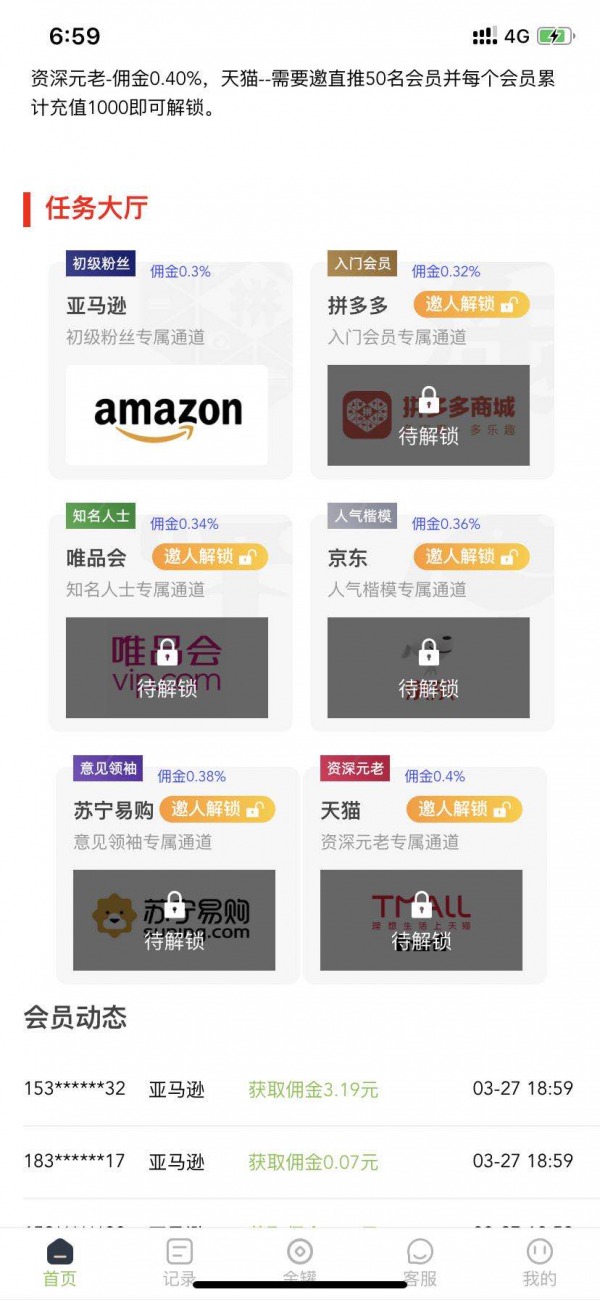 6:59 4G
资深元老-佣金0.40%，天猫--需要邀直推50名会员并每个会员累
计充值1000即可解锁。
任务大厅
初级粉丝 佣金0.3%
亚马逊
初级粉丝专属通道
amazon
入门会员 佣金0.32%
拼多多 邀人解锁
入门会员专属通道
拼多多商城
多乐趣
待解锁
知名人士 佣金0.34%
唯品会 邀人解锁
知名人士专属通道
唯品会
vip.com
待解锁
人气楷模 佣金0.36%
京东 邀人解锁
人气楷模专属通道
待解锁
意见领袖 佣金0.38%
苏宁易购 邀人解锁
意见领袖专属通道
苏宁易购
suning.com
待解锁
资深元老 佣金0.4%
天猫 邀人解锁
资深元老专属通道
TMALL
理想生活上天猫
待解锁
会员动态
153******32 亚马逊 获取佣金3.19元 03-27 18:59
183******17 亚马逊 获取佣金0.07元 03-27 18:59
首页 记录 金罐 客服 我的